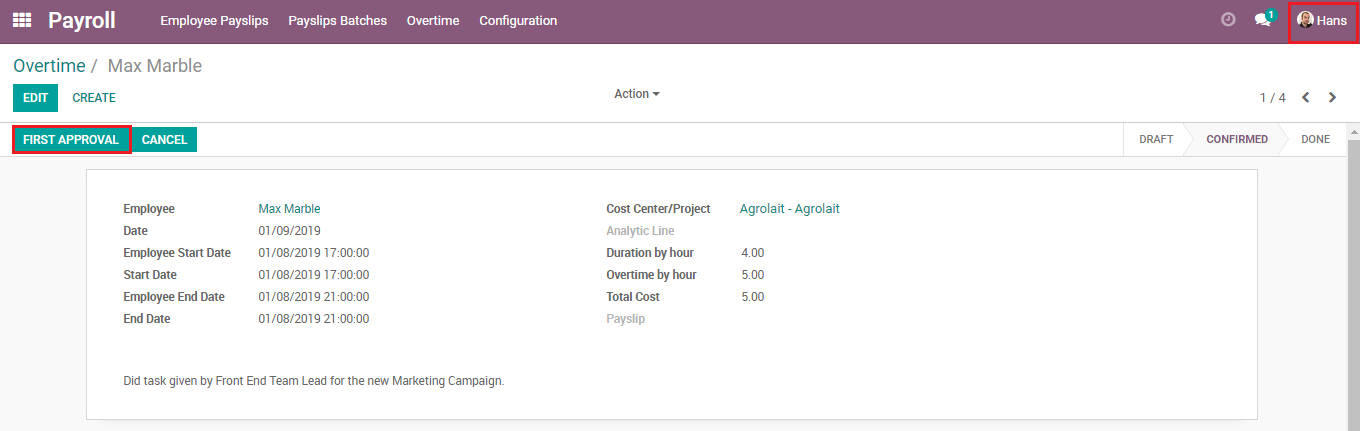 Payroll Employee Payslips Payslips Batches Overtime Configuration 1 Hans
Overtime / Max Marble
EDIT CREATE Action 1 / 4
FIRST APPROVAL CANCEL DRAFT CONFIRMED DONE
Employee Max Marble Cost Center/Project Agrolait - Agrolait
Date 01/09/2019 Analytic Line
Employee Start Date 01/08/2019 17:00:00 Duration by hour 4.00
Start Date 01/08/2019 17:00:00 Overtime by hour 5.00
Employee End Date 01/08/2019 21:00:00 Total Cost 5.00
End Date 01/08/2019 21:00:00 Payslip
Did task given by Front End Team Lead for the new Marketing Campaign.